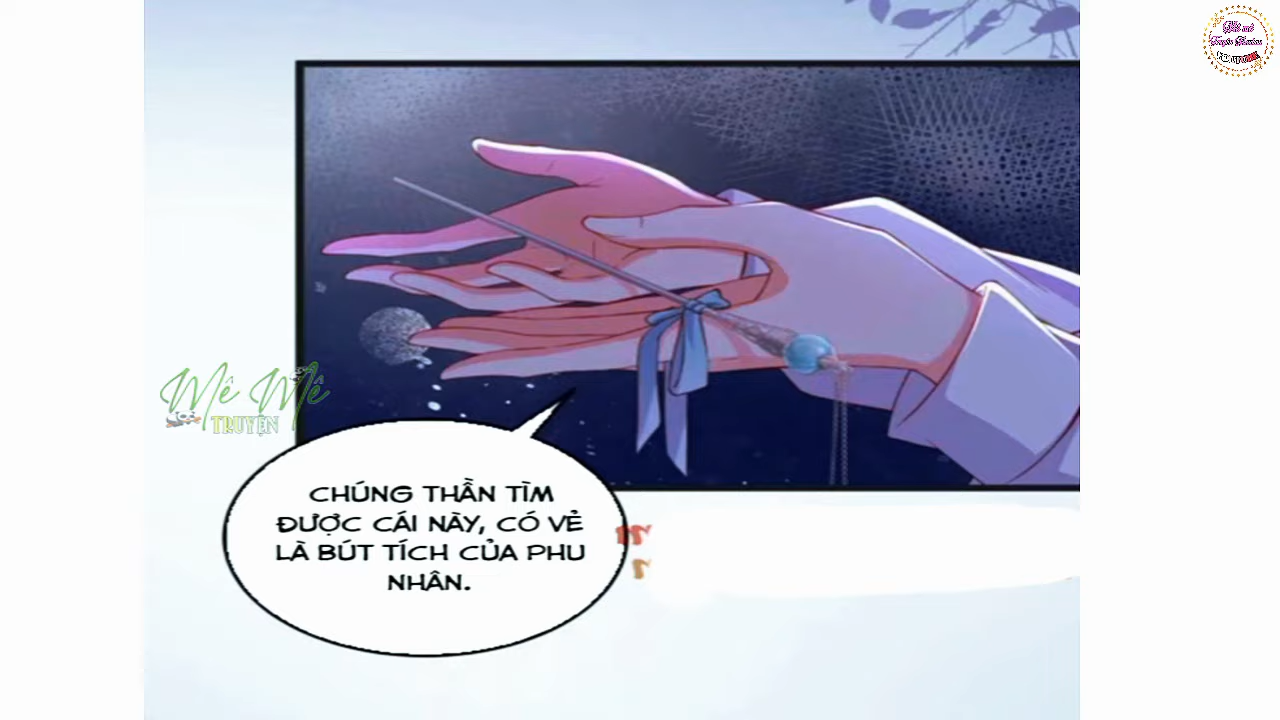 Mê Mê
TRUYỆN
CHÚNG THẦN TÌM
ĐƯỢC CÁI NÀY, CÓ VẺ
LÀ BÚT TÍCH CỦA PHU
NHÂN.